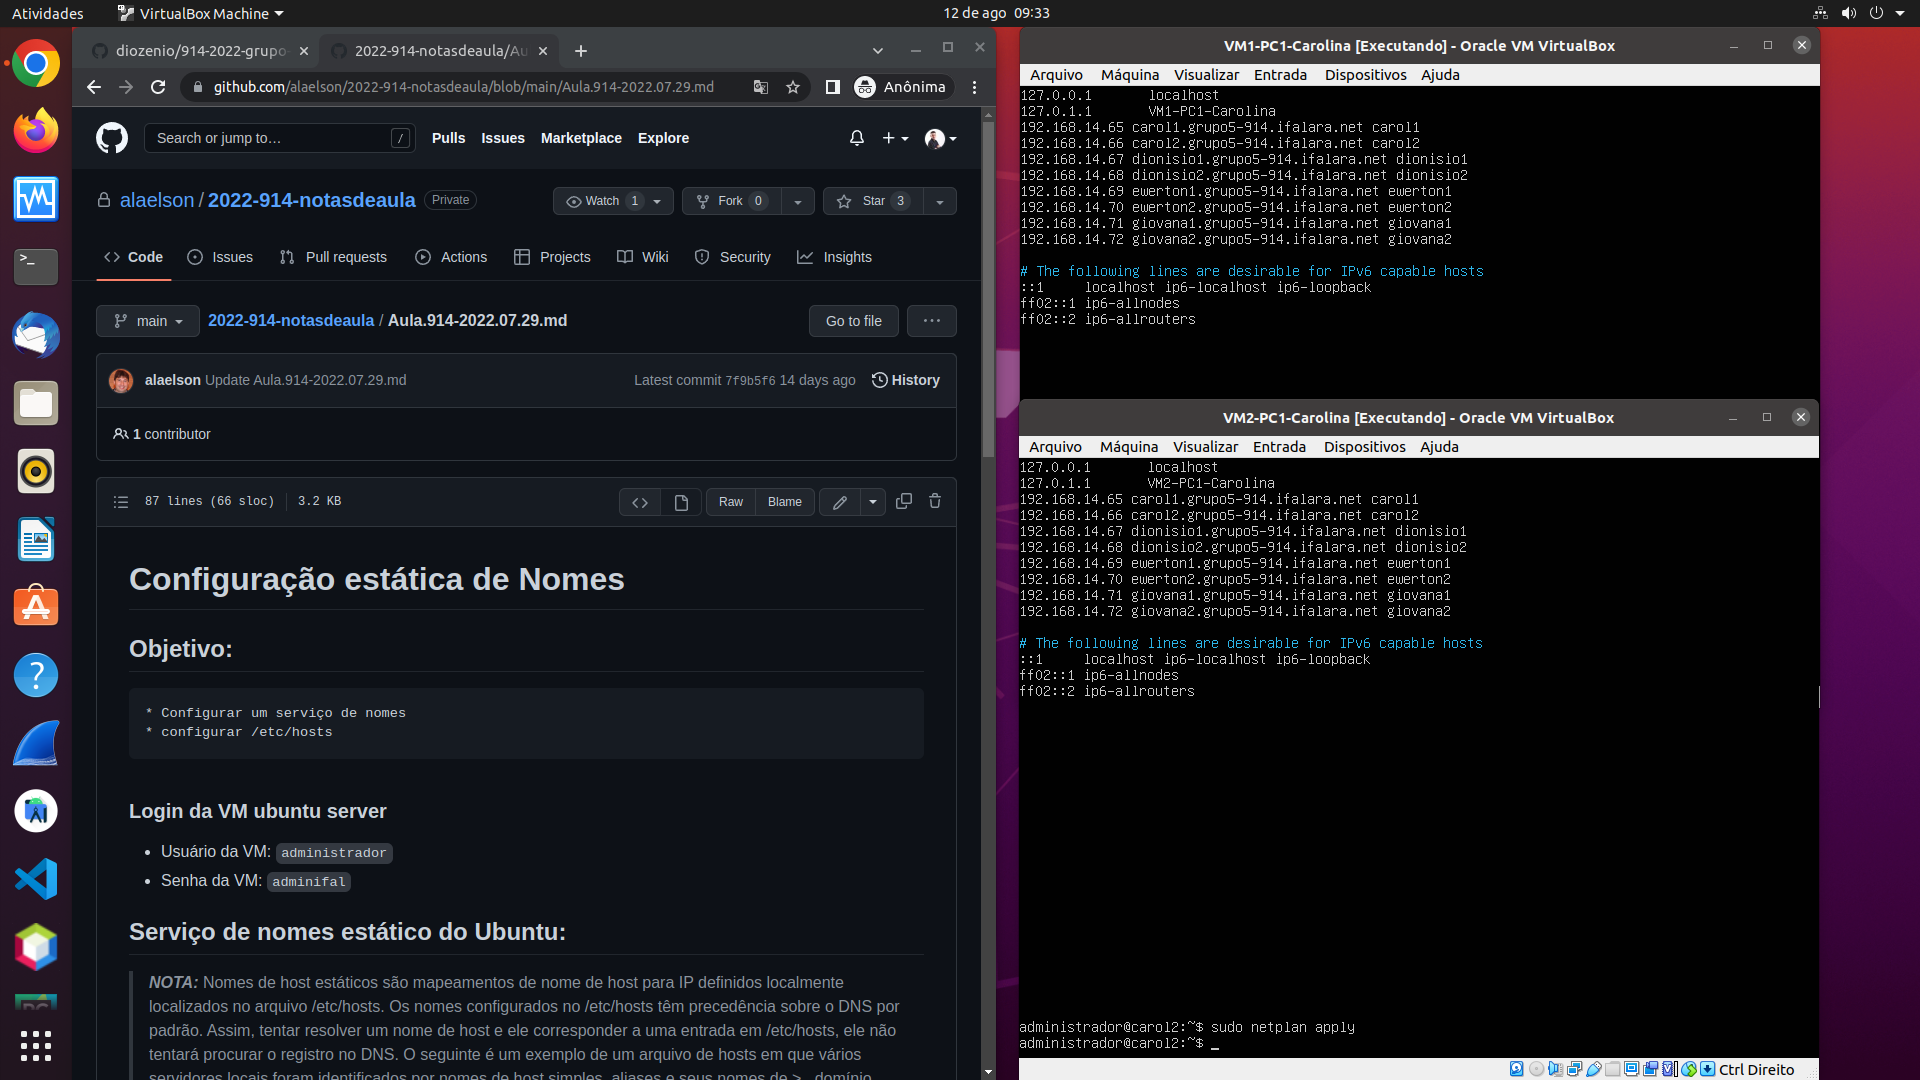 Atividades
VirtualBox Machine
12 de ago 09:33
diozenio/914-2022-grupo-
2022-914-notasdeaula/Au
github.com/alaelson/2022-914-notasdeaula/blob/main/Aula.914-2022.07.29.md
Anônima
Search or jump to…
/
Pulls
Issues
Marketplace
Explore
alaelson / 2022-914-notasdeaula
Private
Watch 1
Fork 0
Star 3
Code
Issues
Pull requests
Actions
Projects
Wiki
Security
Insights
main
2022-914-notasdeaula / Aula.914-2022.07.29.md
Go to file
alaelson Update Aula.914-2022.07.29.md
Latest commit 7f9b5f6 14 days ago
History
1 contributor
87 lines (66 sloc)
3.2 KB
Raw
Blame
Configuração estática de Nomes
Objetivo:
* Configurar um serviço de nomes
* configurar /etc/hosts
Login da VM ubuntu server
• Usuário da VM: administrador
• Senha da VM: adminifal
Serviço de nomes estático do Ubuntu:
NOTA: Nomes de host estáticos são mapeamentos de nome de host para IP definidos localmente
localizados no arquivo /etc/hosts. Os nomes configurados no /etc/hosts têm precedência sobre o DNS por
padrão. Assim, tentar resolver um nome de host e ele corresponder a uma entrada em /etc/hosts, ele não
tentará procurar o registro no DNS. O seguinte é um exemplo de um arquivo de hosts em que vários
servidores locais foram identificados por nomes de host simples, aliases e seus nomes de > domínio
VM1-PC1-Carolina [Executando] - Oracle VM VirtualBox
Arquivo Máquina Visualizar Entrada Dispositivos Ajuda
127.0.0.1 localhost
127.0.1.1 VM1-PC1-Carolina
192.168.14.65 carol1.grupo5-914.ifalara.net carol1
192.168.14.66 carol2.grupo5-914.ifalara.net carol2
192.168.14.67 dionisio1.grupo5-914.ifalara.net dionisio1
192.168.14.68 dionisio2.grupo5-914.ifalara.net dionisio2
192.168.14.69 ewerton1.grupo5-914.ifalara.net ewerton1
192.168.14.70 ewerton2.grupo5-914.ifalara.net ewerton2
192.168.14.71 giovana1.grupo5-914.ifalara.net giovana1
192.168.14.72 giovana2.grupo5-914.ifalara.net giovana2
# The following lines are desirable for IPv6 capable hosts
::1 localhost ip6-localhost ip6-loopback
ff02::1 ip6-allnodes
ff02::2 ip6-allrouters
VM2-PC1-Carolina [Executando] - Oracle VM VirtualBox
Arquivo Máquina Visualizar Entrada Dispositivos Ajuda
127.0.0.1 localhost
127.0.1.1 VM2-PC1-Carolina
192.168.14.65 carol1.grupo5-914.ifalara.net carol1
192.168.14.66 carol2.grupo5-914.ifalara.net carol2
192.168.14.67 dionisio1.grupo5-914.ifalara.net dionisio1
192.168.14.68 dionisio2.grupo5-914.ifalara.net dionisio2
192.168.14.69 ewerton1.grupo5-914.ifalara.net ewerton1
192.168.14.70 ewerton2.grupo5-914.ifalara.net ewerton2
192.168.14.71 giovana1.grupo5-914.ifalara.net giovana1
192.168.14.72 giovana2.grupo5-914.ifalara.net giovana2
# The following lines are desirable for IPv6 capable hosts
::1 localhost ip6-localhost ip6-loopback
ff02::1 ip6-allnodes
ff02::2 ip6-allrouters
administrador@carol2:~$ sudo netplan apply
administrador@carol2:~$ _
Ctrl Direito